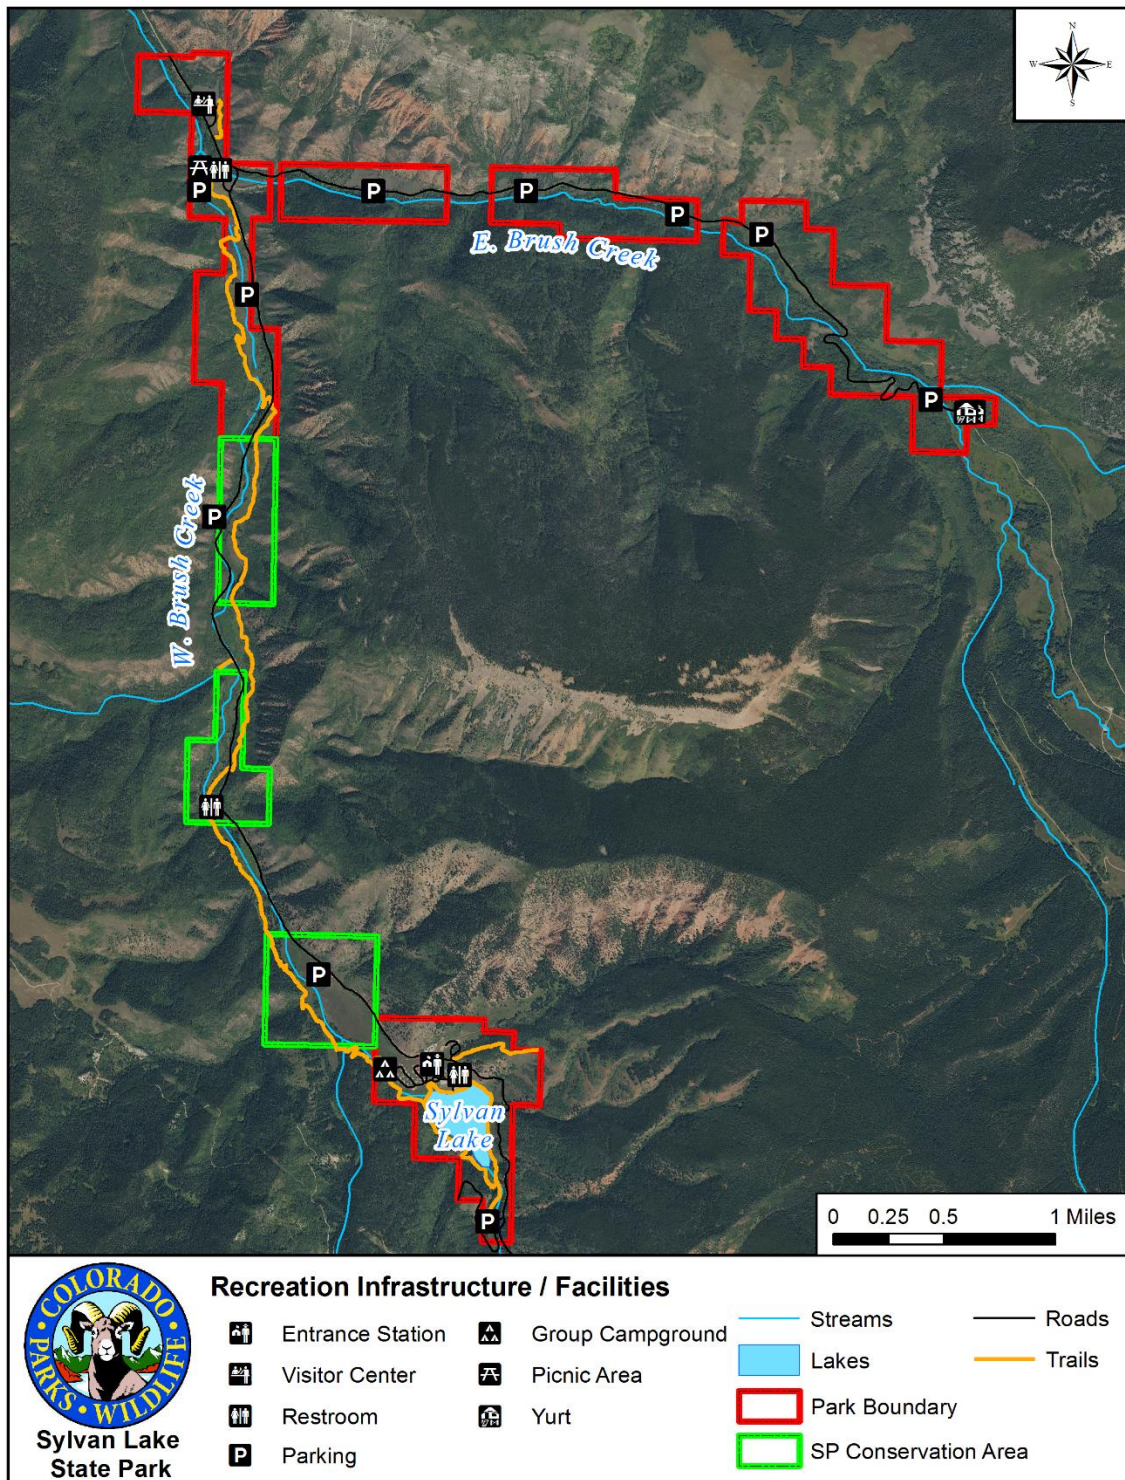 N
W E
S
P
P
P
P
P
P
E. Brush Creek
P
P
W. Brush Creek
P
P
Sylvan
Lake
P
0 0.25 0.5 1 Miles
COLORADO
PARKS • WILDLIFE
Sylvan Lake
State Park
Recreation Infrastructure / Facilities
Entrance Station
Visitor Center
Restroom
P Parking
Group Campground
Picnic Area
Yurt
Streams
Lakes
Park Boundary
SP Conservation Area
Roads
Trails